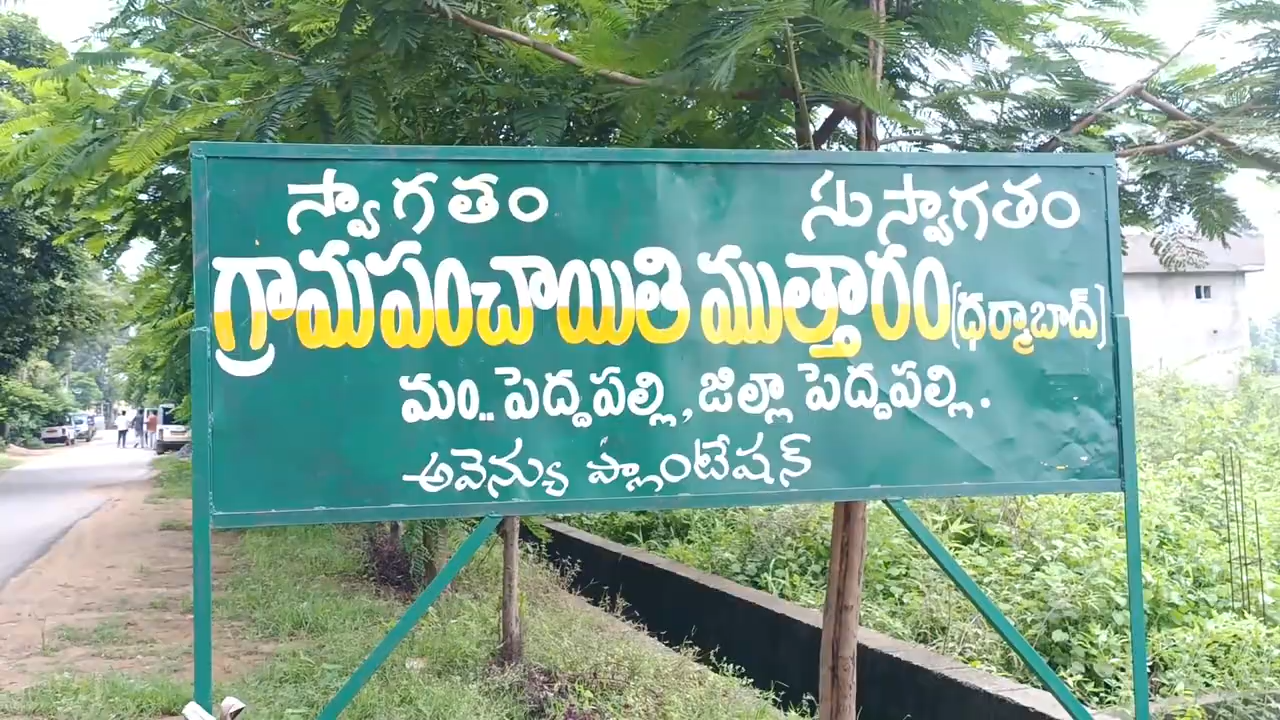 స్వాగతం సుస్వాగతం
గ్రామపంచాయితి ముత్తారం (ధర్మాబాద్)
మం.. పెద్దపల్లి, జిల్లా పెద్దపల్లి.
అవెన్యు ప్లాంటేషన్